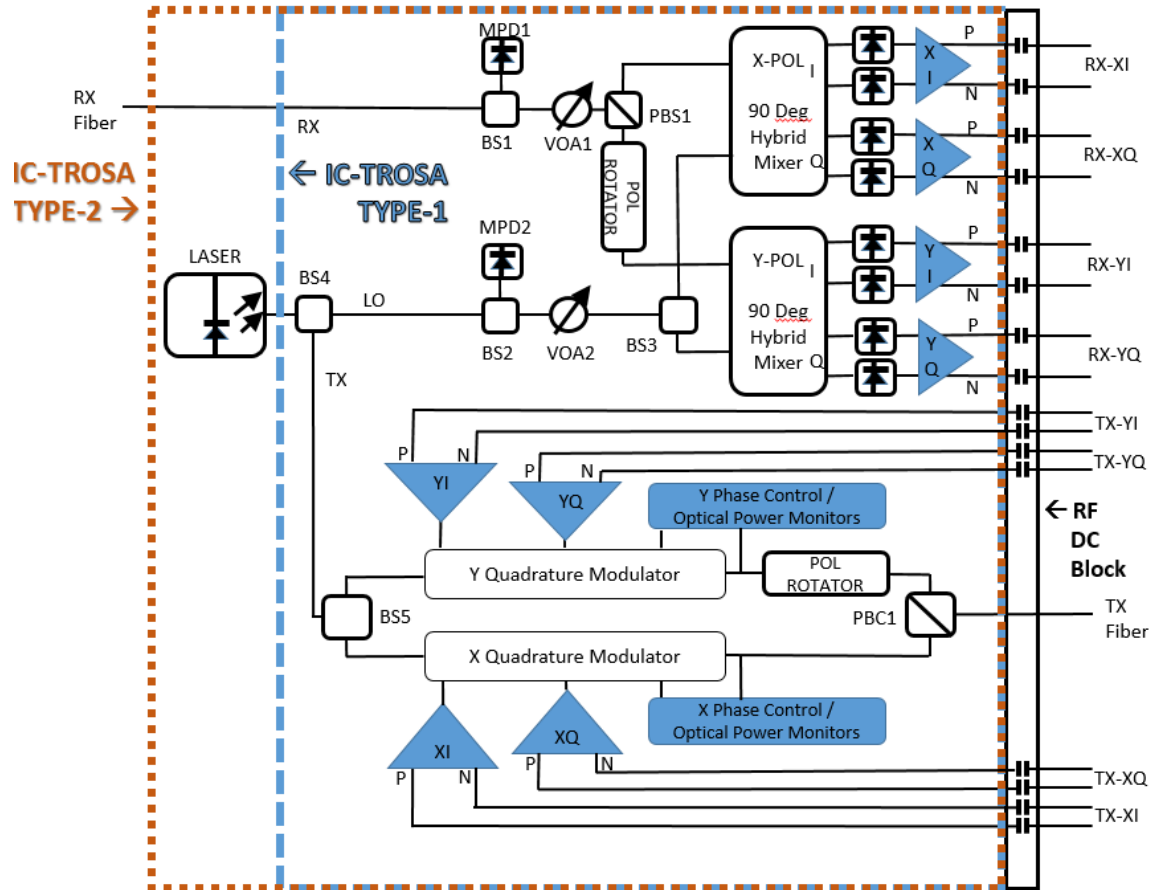 MPD1
P
X
I
N
RX-XI
X-POL I
90 Deg
Hybrid
Mixer Q
RX
Fiber
RX
BS1
VOA1
PBS1
P
X
Q
N
RX-XQ
POL
ROTATOR
IC-TROSA
TYPE-2 →
← IC-TROSA
TYPE-1
MPD2
P
Y
I
N
RX-YI
Y-POL I
90 Deg
Hybrid
Mixer Q
LASER
BS4
LO
BS2
VOA2
BS3
P
Y
Q
N
RX-YQ
TX
TX-YI
TX-YQ
P
N
YI
P
N
YQ
Y Phase Control /
Optical Power Monitors
← RF
DC
Block
Y Quadrature Modulator
POL
ROTATOR
BS5
PBC1
TX
Fiber
X Quadrature Modulator
X Phase Control /
Optical Power Monitors
XI
P
N
XQ
P
N
TX-XQ
TX-XI